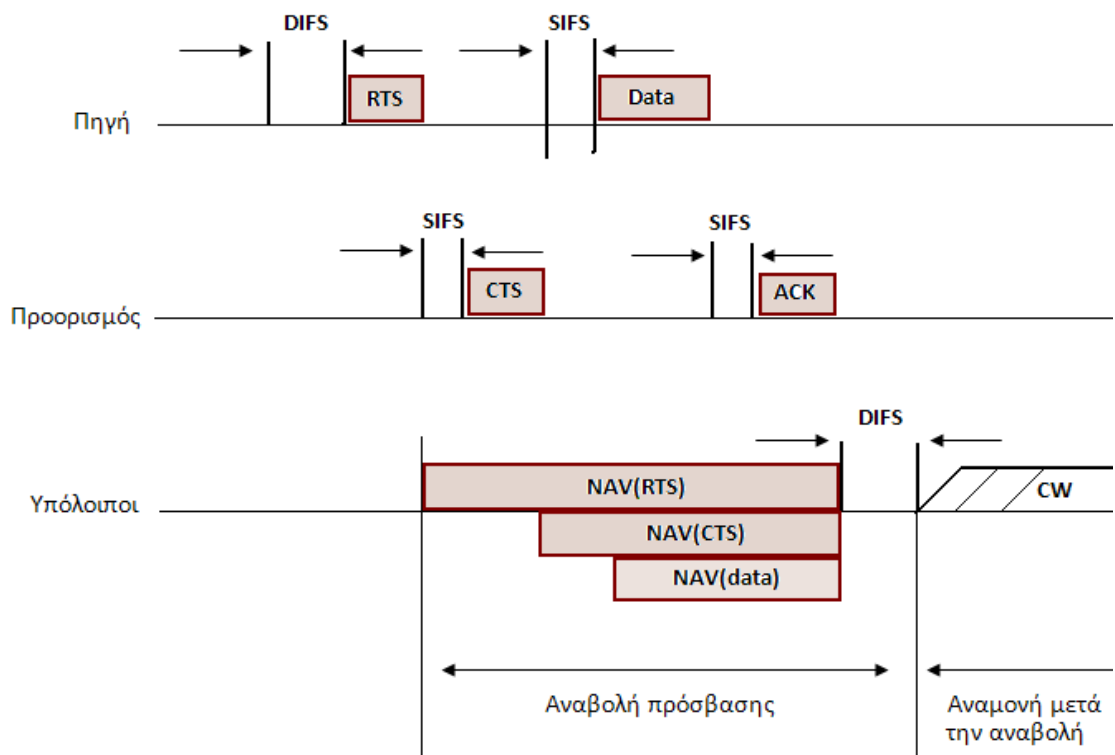 DIFS
SIFS
RTS
Data
Πηγή
SIFS
SIFS
CTS
ACK
Προορισμός
DIFS
NAV(RTS)
CW
Υπόλοιποι
NAV(CTS)
NAV(data)
Αναβολή πρόσβασης
Αναμονή μετά
την αναβολή